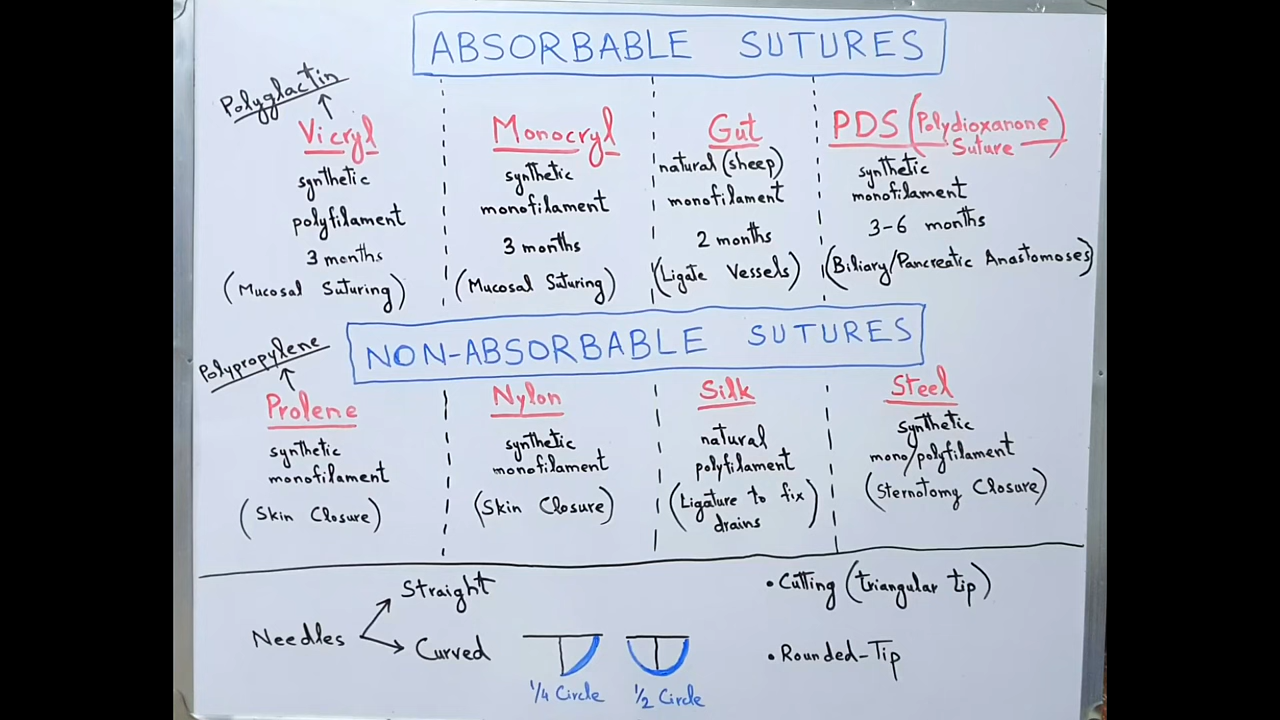 ABSORBABLE SUTURES
Polyglactin
Vicryl
synthetic
polyfilament
3 months
(Mucosal Suturing)
Monocryl
synthetic
monofilament
3 months
(Mucosal Suturing)
Gut
natural (sheep)
monofilament
2 months
(Ligate Vessels)
PDS (Polydioxanone
Suture)
synthetic
monofilament
3-6 months
(Biliary/Pancreatic Anastomoses)
NON-ABSORBABLE SUTURES
Polypropylene
Prolene
synthetic
monofilament
(Skin Closure)
Nylon
synthetic
monofilament
(Skin Closure)
Silk
natural
polyfilament
(Ligature to fix
drains)
Steel
synthetic
mono/polyfilament
(Sternotomy Closure)
Needles
Straight
Curved
1/4 Circle
1/2 Circle
• Cutting (triangular tip)
• Rounded-Tip